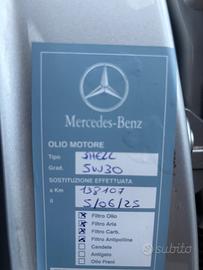 Mercedes-Benz
OLIO MOTORE
Tipo SHELL
Grad. 5W30
SOSTITUZIONE EFFETTUATA
a Km 138107
il 5/06/25
Filtro Olio
Filtro Aria
Filtro Carb.
Filtro Antipolline
Candele
Antigelo
Olio Freni
subito